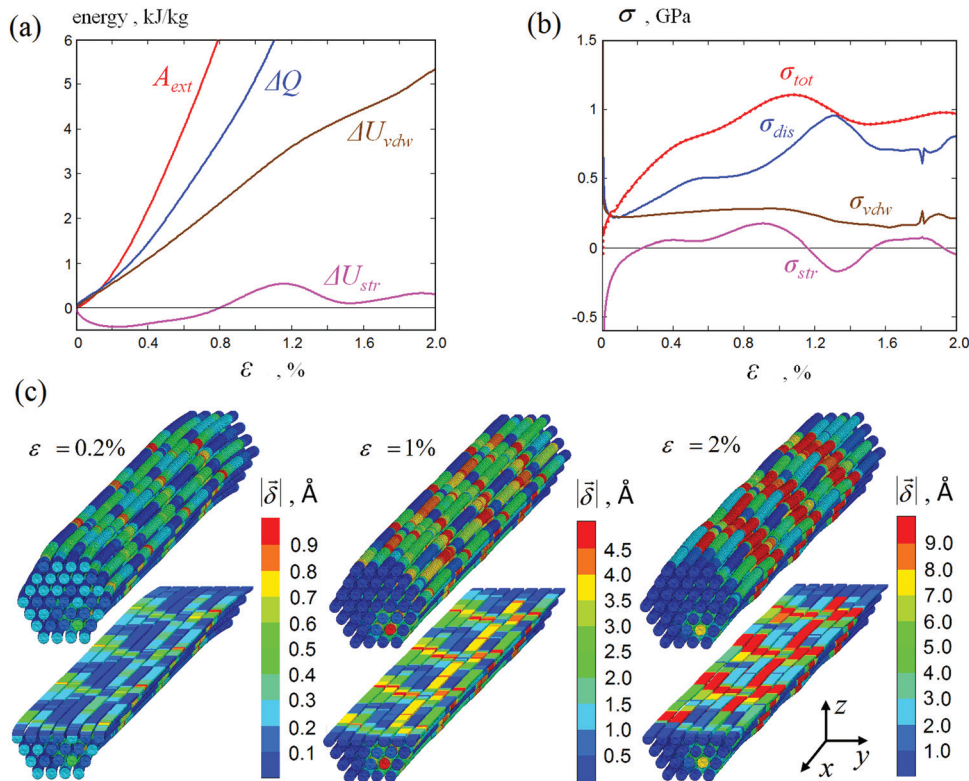 (a)
energy , kJ/kg
6
5
4
3
2
1
0
A_ext
ΔQ
ΔU_vdw
ΔU_str
0.4 0.8 1.2 1.6 2.0
ε , %
(b)
σ , GPa
1
0.5
0
-0.5
σ_tot
σ_dis
σ_vdw
σ_str
0 0.4 0.8 1.2 1.6 2.0
ε , %
(c)
ε = 0.2%
|δ⃗| , Å
0.9
0.8
0.7
0.6
0.5
0.4
0.3
0.2
0.1
ε = 1%
|δ⃗| , Å
4.5
4.0
3.5
3.0
2.5
2.0
1.5
1.0
0.5
ε = 2%
|δ⃗| , Å
9.0
8.0
7.0
6.0
5.0
4.0
3.0
2.0
1.0
z
y
x